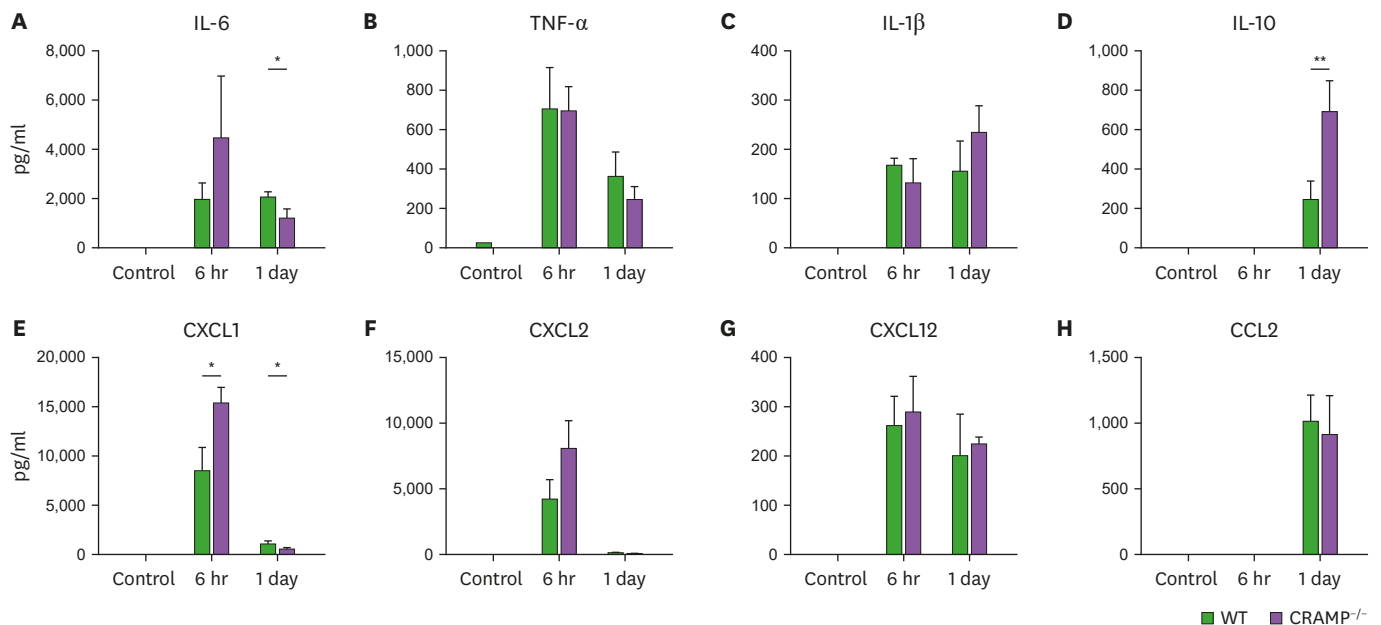 A IL-6
8,000
6,000
4,000
2,000
0
pg/ml
*
Control 6 hr 1 day
B TNF-α
1,000
800
600
400
200
0
Control 6 hr 1 day
C IL-1β
400
300
200
100
0
Control 6 hr 1 day
D IL-10
1,000
800
600
400
200
0
**
Control 6 hr 1 day
E CXCL1
20,000
15,000
10,000
5,000
0
pg/ml
* *
Control 6 hr 1 day
F CXCL2
15,000
10,000
5,000
0
Control 6 hr 1 day
G CXCL12
400
300
200
100
0
Control 6 hr 1 day
H CCL2
1,500
1,000
500
0
Control 6 hr 1 day
WT CRAMP⁻/⁻